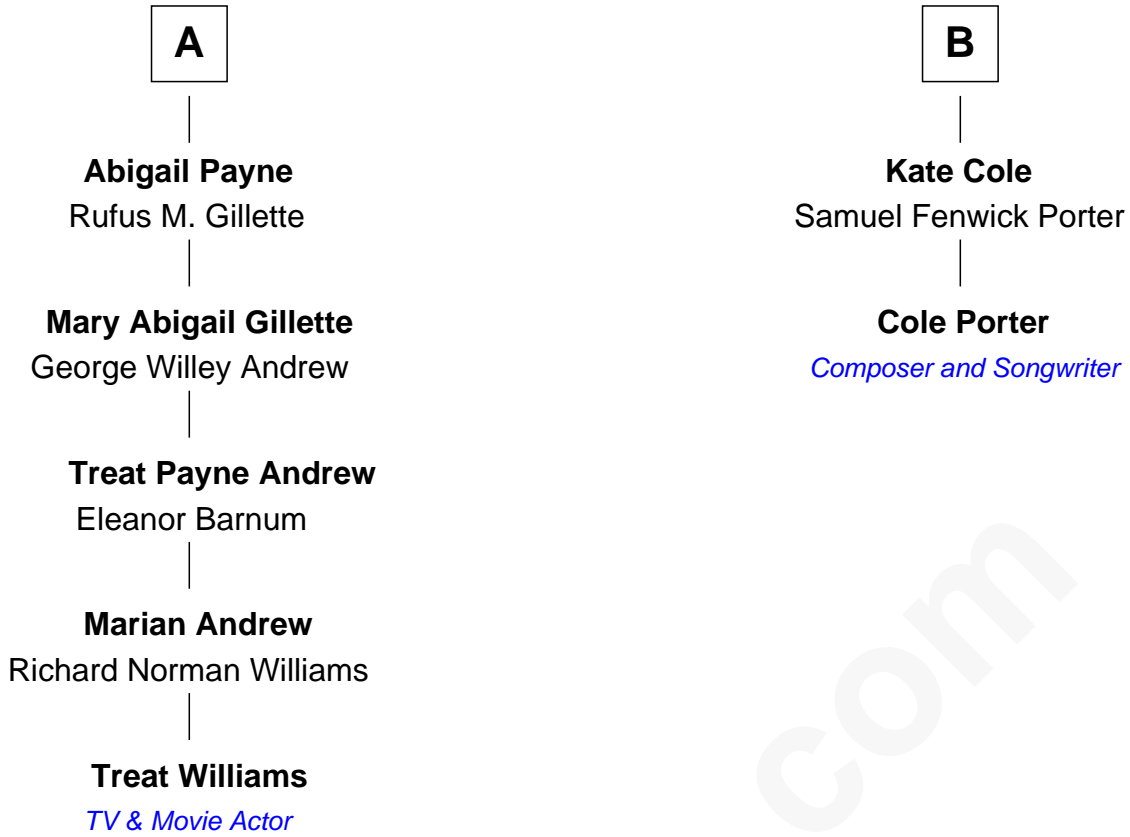 A
Abigail Payne
Rufus M. Gillette
Mary Abigail Gillette
George Willey Andrew
Treat Payne Andrew
Eleanor Barnum
Marian Andrew
Richard Norman Williams
Treat Williams
TV & Movie Actor
B
Kate Cole
Samuel Fenwick Porter
Cole Porter
Composer and Songwriter
com